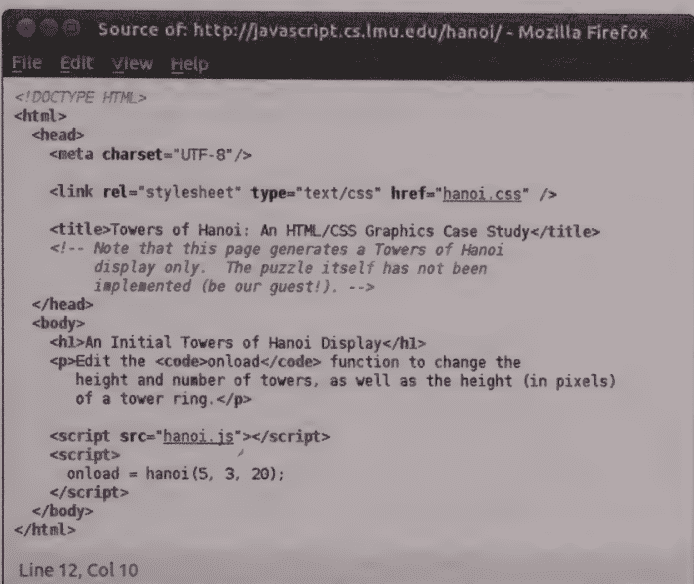 Source of: http://javascript.cs.lmu.edu/hanoi/ - Mozilla Firefox
File Edit View Help
<!DOCTYPE HTML>
<html>
<head>
<meta charset="UTF-8"/>
<link rel="stylesheet" type="text/css" href="hanoi.css" />
<title>Towers of Hanoi: An HTML/CSS Graphics Case Study</title>
<!-- Note that this page generates a Towers of Hanoi
display only. The puzzle itself has not been
implemented (be our guest!). -->
</head>
<body>
<h1>An Initial Towers of Hanoi Display</h1>
<p>Edit the <code>onload</code> function to change the
height and number of towers, as well as the height (in pixels)
of a tower ring.</p>
<script src="hanoi.js"></script>
<script>
onload = hanoi(5, 3, 20);
</script>
</body>
</html>
Line 12, Col 10